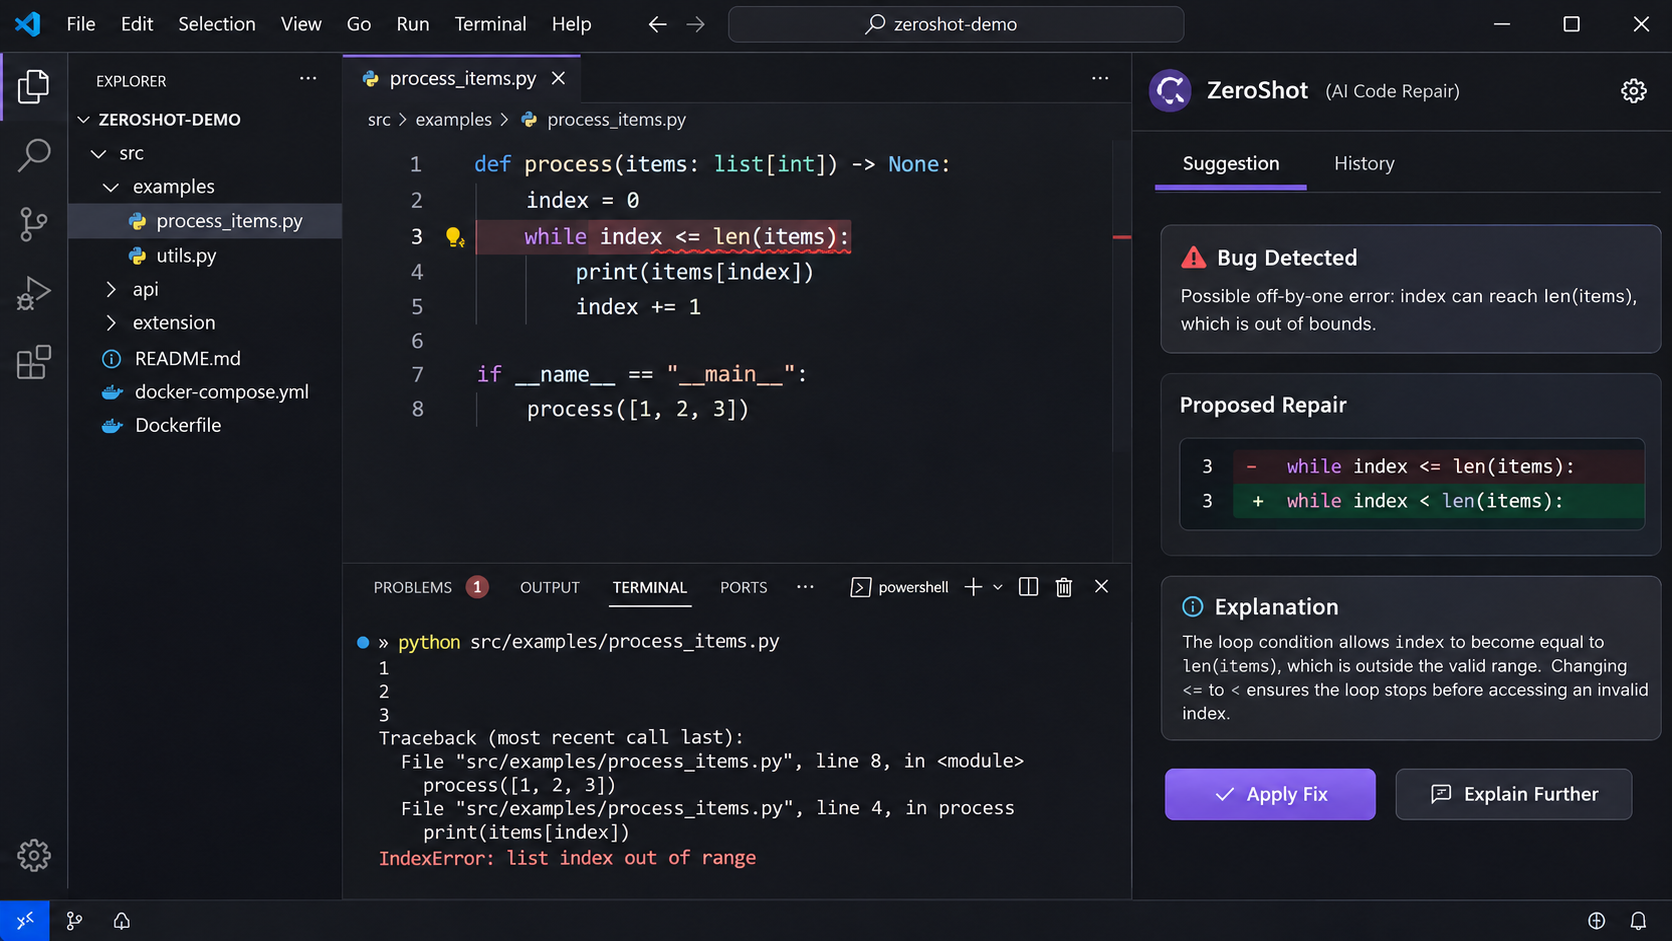 File Edit Selection View Go Run Terminal Help
zeroshot-demo
EXPLORER
ZEROSHOT-DEMO
src
examples
process_items.py
utils.py
api
extension
README.md
docker-compose.yml
Dockerfile
process_items.py
src > examples > process_items.py
1 def process(items: list[int]) -> None:
2 index = 0
3 while index <= len(items):
4 print(items[index])
5 index += 1
6
7 if __name__ == "__main__":
8 process([1, 2, 3])
PROBLEMS 1 OUTPUT TERMINAL PORTS ··· powershell
» python src/examples/process_items.py
1
2
3
Traceback (most recent call last):
File "src/examples/process_items.py", line 8, in <module>
process([1, 2, 3])
File "src/examples/process_items.py", line 4, in process
print(items[index])
IndexError: list index out of range
ZeroShot (AI Code Repair)
Suggestion History
Bug Detected
Possible off-by-one error: index can reach len(items),
which is out of bounds.
Proposed Repair
3 - while index <= len(items):
3 + while index < len(items):
Explanation
The loop condition allows index to become equal to
len(items), which is outside the valid range. Changing
<= to < ensures the loop stops before accessing an invalid
index.
Apply Fix Explain Further